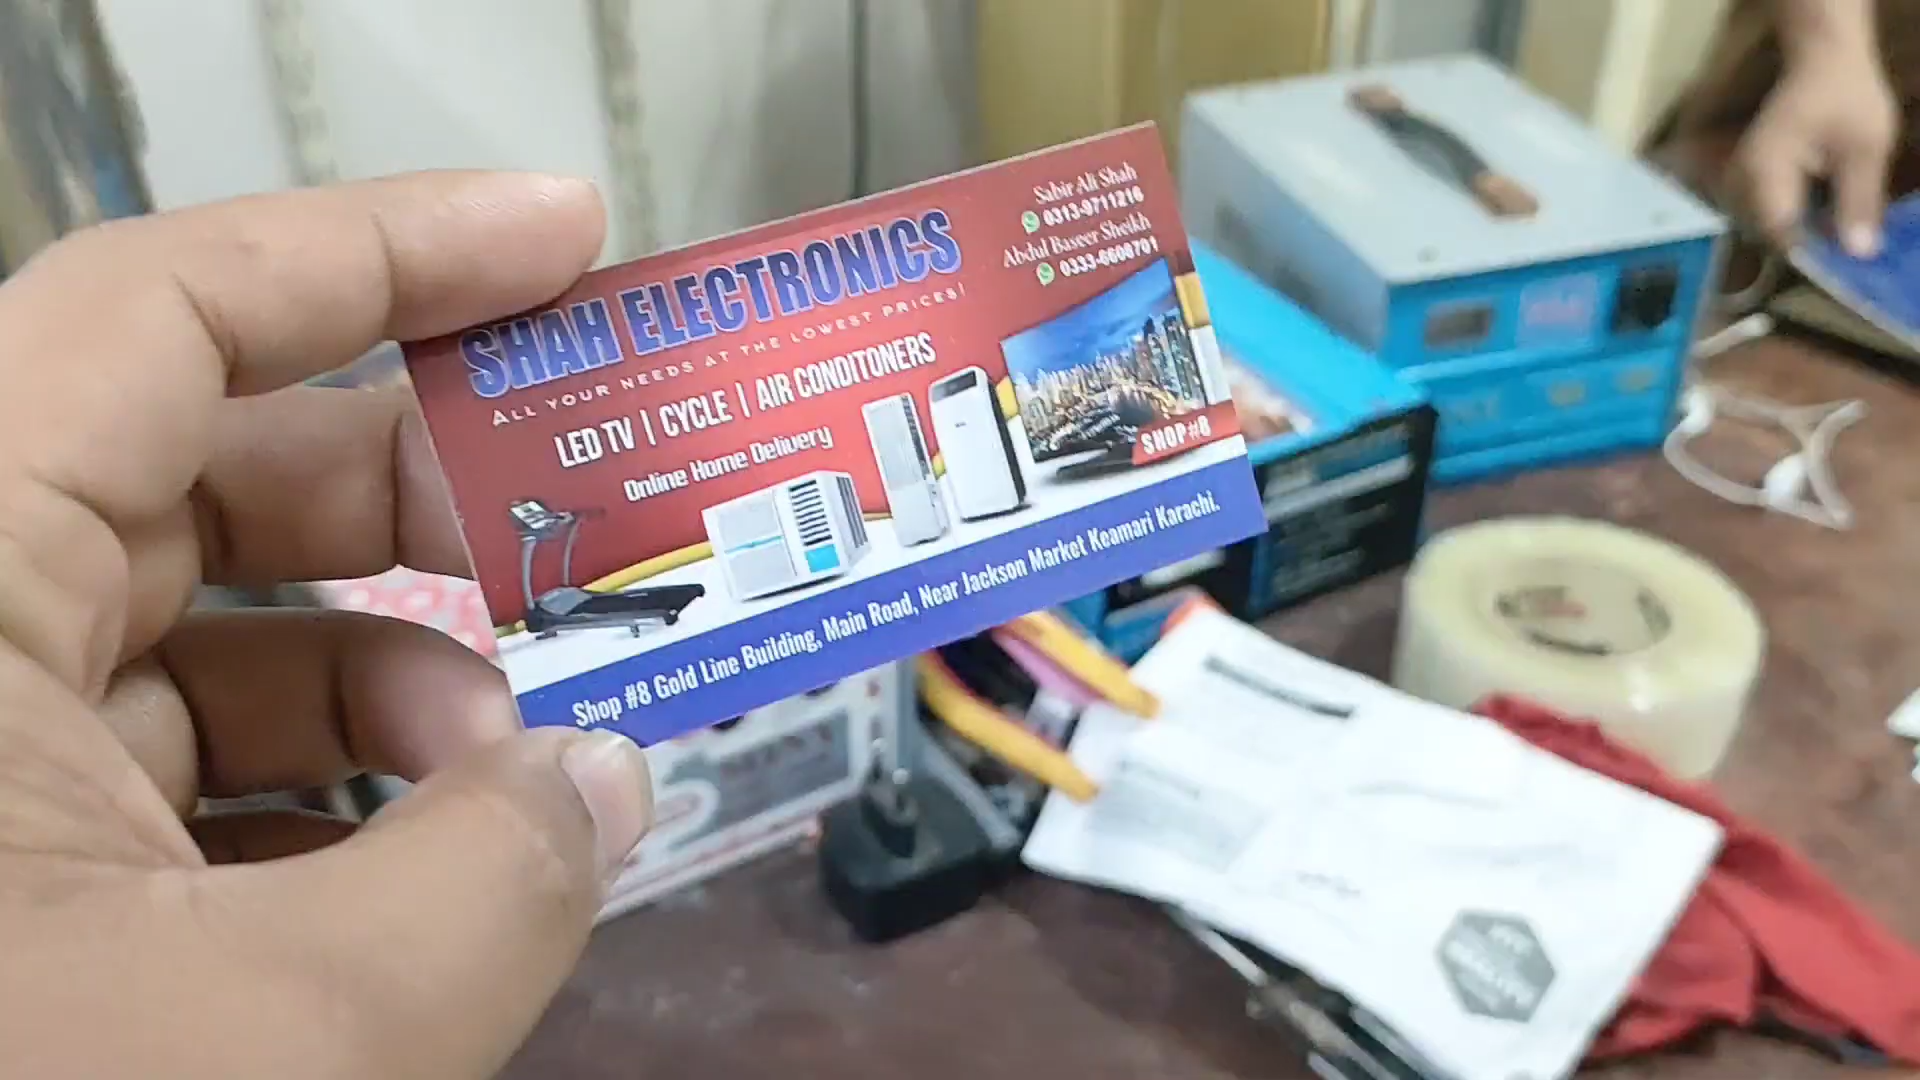 SHAH ELECTRONICS
ALL YOUR NEEDS AT THE LOWEST PRICES!
LED TV | CYCLE | AIR CONDITONERS
Online Home Delivery
Sabir Ali Shah
0313-9711216
Abdul Baseer Sheikh
0333-6608701
SHOP#8
Shop #8 Gold Line Building, Main Road, Near Jackson Market Keamari Karachi.